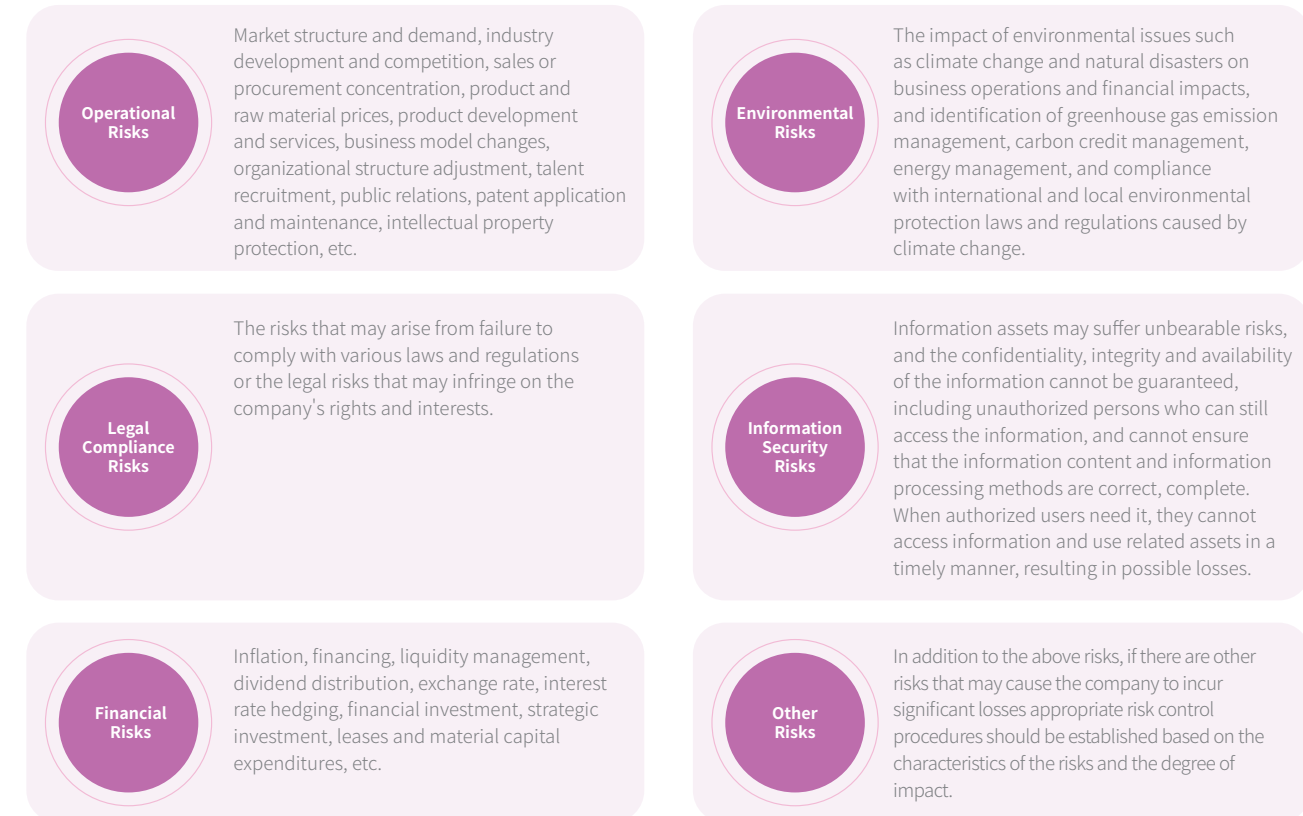 Operational
Risks
Market structure and demand, industry
development and competition, sales or
procurement concentration, product and
raw material prices, product development
and services, business model changes,
organizational structure adjustment, talent
recruitment, public relations, patent application
and maintenance, intellectual property
protection, etc.
Environmental
Risks
The impact of environmental issues such
as climate change and natural disasters on
business operations and financial impacts,
and identification of greenhouse gas emission
management, carbon credit management,
energy management, and compliance
with international and local environmental
protection laws and regulations caused by
climate change.
Legal
Compliance
Risks
The risks that may arise from failure to
comply with various laws and regulations
or the legal risks that may infringe on the
company's rights and interests.
Information
Security
Risks
Information assets may suffer unbearable risks,
and the confidentiality, integrity and availability
of the information cannot be guaranteed,
including unauthorized persons who can still
access the information, and cannot ensure
that the information content and information
processing methods are correct, complete.
When authorized users need it, they cannot
access information and use related assets in a
timely manner, resulting in possible losses.
Financial
Risks
Inflation, financing, liquidity management,
dividend distribution, exchange rate, interest
rate hedging, financial investment, strategic
investment, leases and material capital
expenditures, etc.
Other
Risks
In addition to the above risks, if there are other
risks that may cause the company to incur
significant losses appropriate risk control
procedures should be established based on the
characteristics of the risks and the degree of
impact.